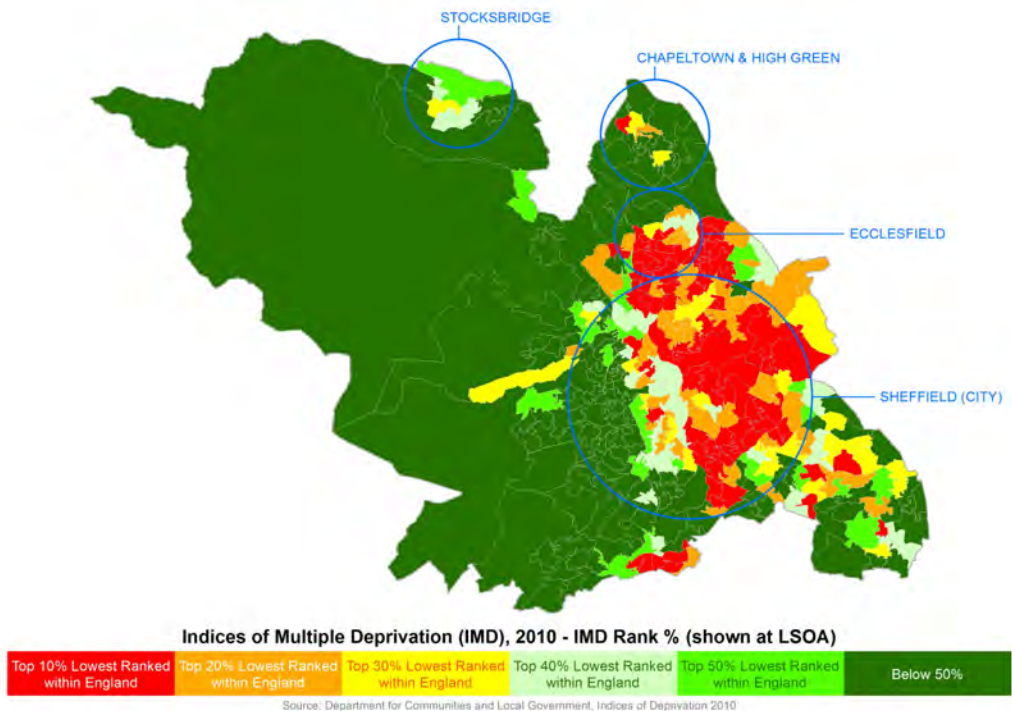 STOCKSBRIDGE
CHAPELTOWN & HIGH GREEN
ECCLESFIELD
SHEFFIELD (CITY)
Indices of Multiple Deprivation (IMD), 2010 - IMD Rank % (shown at LSOA)
Top 10% Lowest Ranked
within England
Top 20% Lowest Ranked
within England
Top 30% Lowest Ranked
within England
Top 40% Lowest Ranked
within England
Top 50% Lowest Ranked
within England
Below 50%
Source: Department for Communities and Local Government, Indices of Deprivation 2010